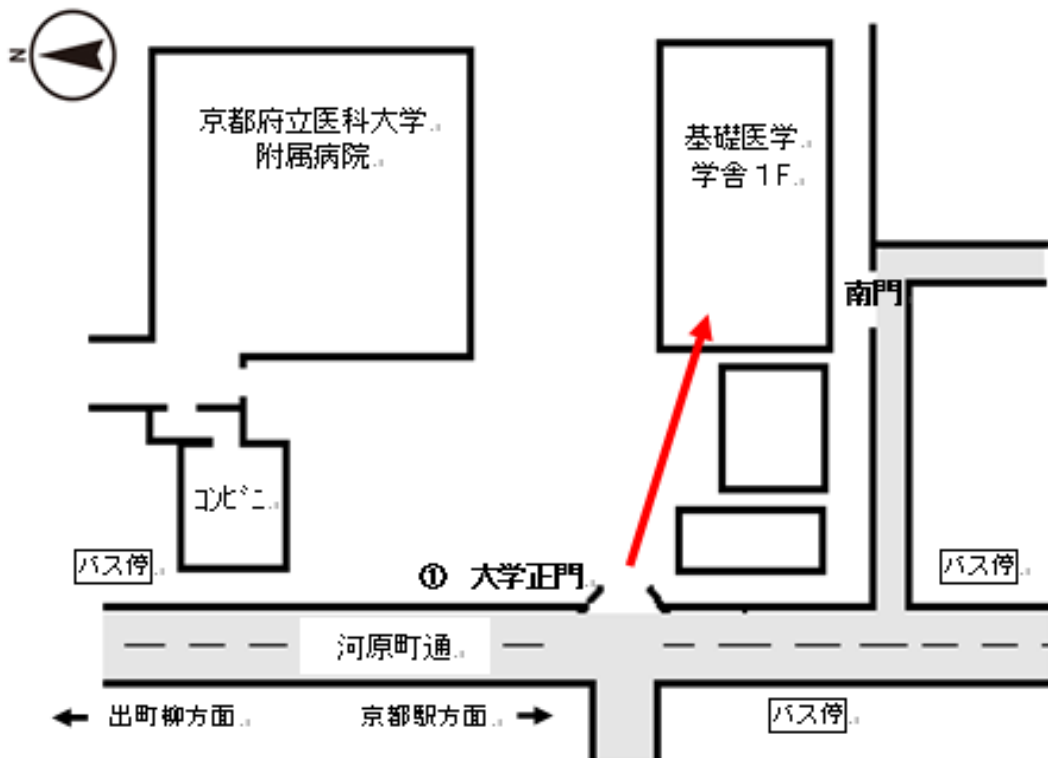 N
京都府立医科大学
附属病院
基礎医学
学舎1F
南門
コンビニ
バス停
① 大学正門
バス停
河原町通
← 出町柳方面
京都駅方面 →
バス停